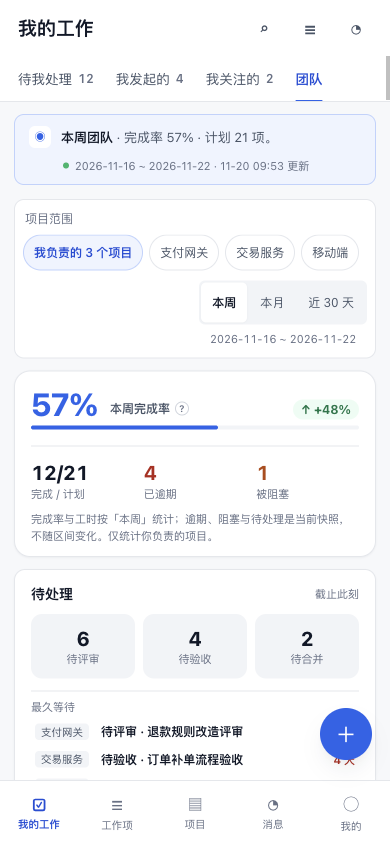 我的工作
待我处理 12 我发起的 4 我关注的 2 团队
本周团队 · 完成率 57% · 计划 21 项。
2026-11-16 ~ 2026-11-22 · 11-20 09:53 更新
项目范围
我负责的 3 个项目 支付网关 交易服务 移动端
本周 本月 近 30 天
2026-11-16 ~ 2026-11-22
57% 本周完成率 ? ↑ +48%
12/21 4 1
完成 / 计划 已逾期 被阻塞
完成率与工时按「本周」统计；逾期、阻塞与待处理是当前快照，
不随区间变化。仅统计你负责的项目。
待处理 截止此刻
6 4 2
待评审 待验收 待合并
最久等待
支付网关 待评审 · 退款规则改造评审
交易服务 待验收 · 订单补单流程验收 4 天
我的工作 工作项 项目 消息 我的